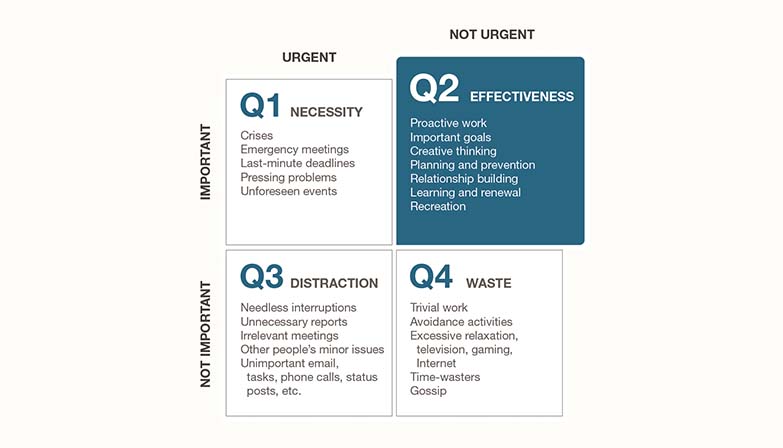 URGENT
NOT URGENT
IMPORTANT
Q1 NECESSITY
Crises
Emergency meetings
Last-minute deadlines
Pressing problems
Unforeseen events
Q2 EFFECTIVENESS
Proactive work
Important goals
Creative thinking
Planning and prevention
Relationship building
Learning and renewal
Recreation
NOT IMPORTANT
Q3 DISTRACTION
Needless interruptions
Unnecessary reports
Irrelevant meetings
Other people's minor issues
Unimportant email,
tasks, phone calls, status
posts, etc.
Q4 WASTE
Trivial work
Avoidance activities
Excessive relaxation,
television, gaming,
Internet
Time-wasters
Gossip